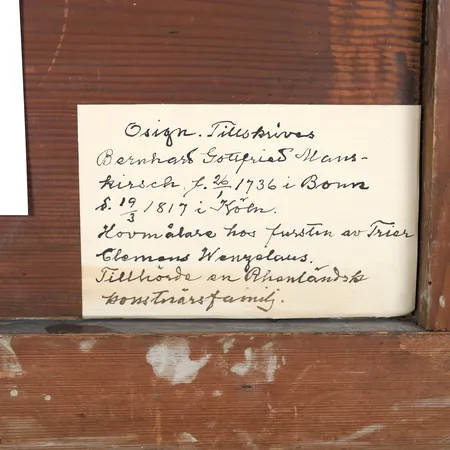 Osign. Tillskrives
Bernhard Gottfried Mans-
kirsch, f. 26/1 1736 i Bonn
d. 19/3 1817 i Köln.
Hovmålare hos fursten av Trier
Clemens Wenzelaus.
Tillhörde en Rhenländsk
konstnärsfamilj.